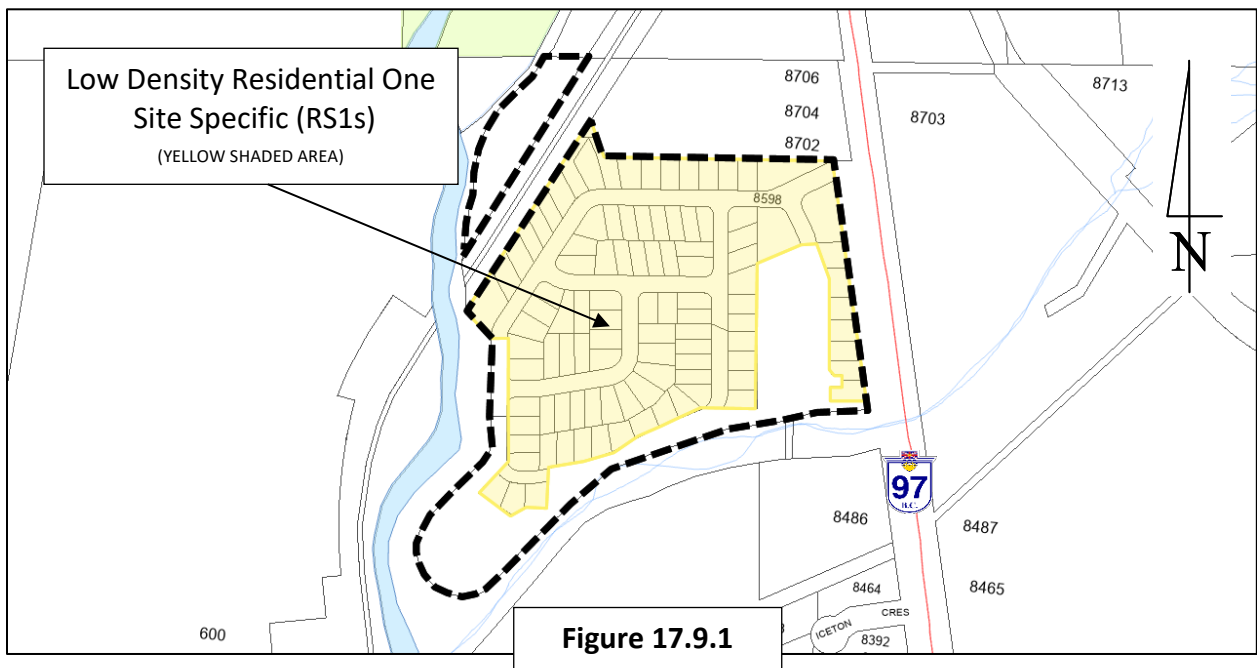 Low Density Residential One
Site Specific (RS1s)
(YELLOW SHADED AREA)
8706
8704
8702
8713
8703
8598
N
97
B.C.
8486
8487
8464
8465
CRES
ICETON
8392
600
Figure 17.9.1